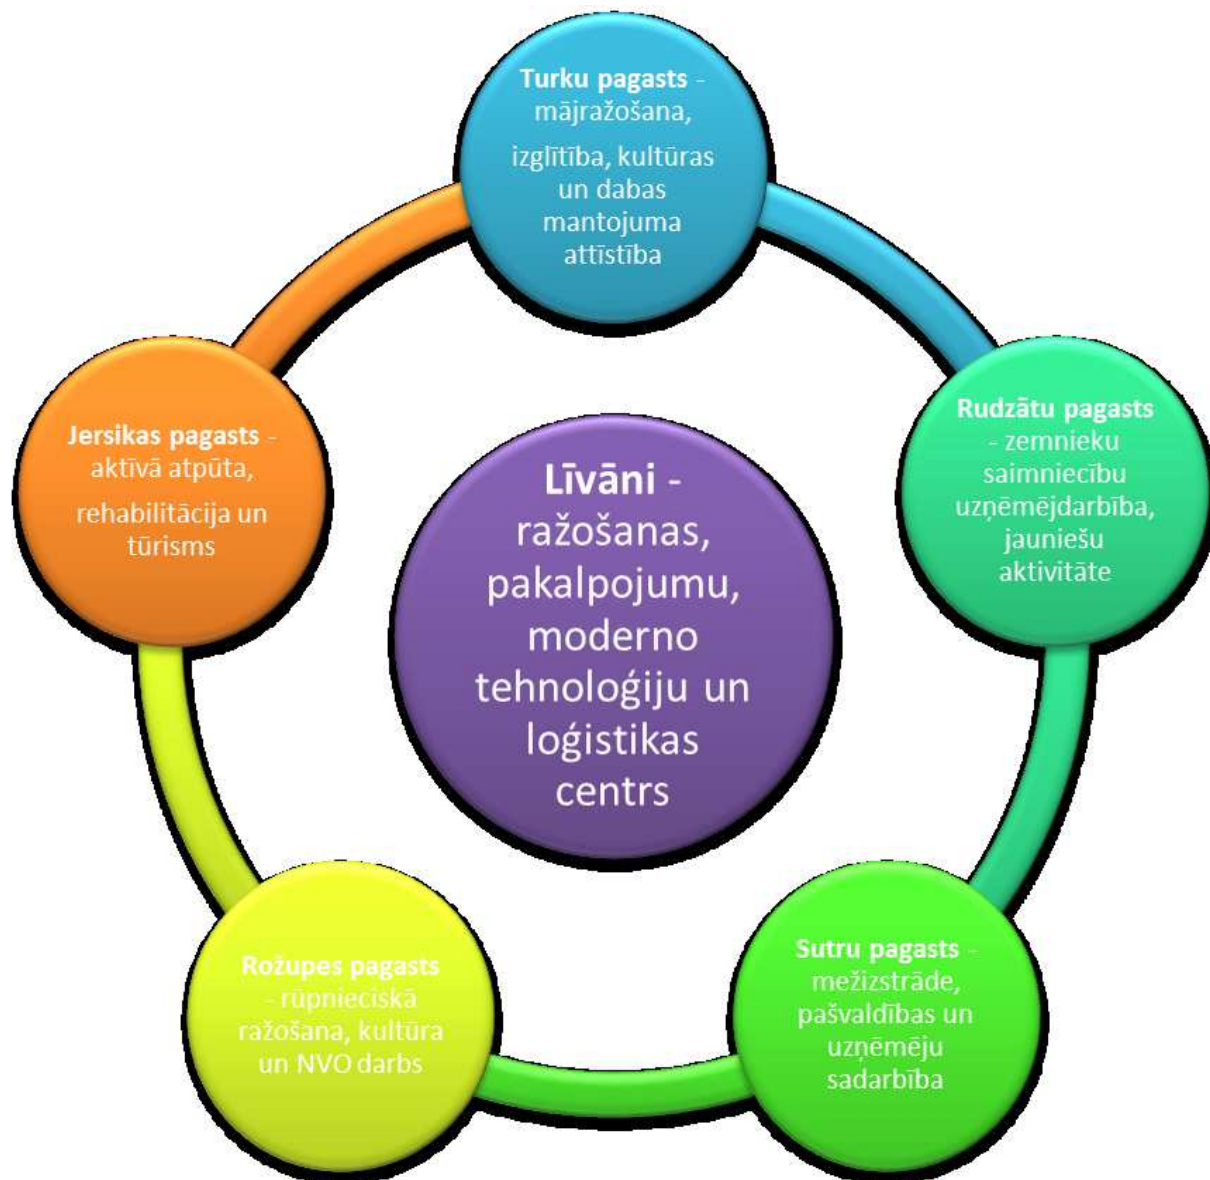 Turku pagasts -
mājražošana,
izglītība, kultūras
un dabas
mantojuma
attīstība
Rudzātu pagasts
- zemnieku
saimniecību
uzņēmējdarbība,
jauniešu
aktivitāte
Sutru pagasts -
mežizstrāde,
pašvaldības un
uzņēmēju
sadarbība
Rožupes pagasts
- rūpnieciskā
ražošana, kultūra
un NVO darbs
Jersikas pagasts -
aktīvā atpūta,
rehabilitācija un
tūrisms
Līvāni -
ražošanas,
pakalpojumu,
moderno
tehnoloģiju un
loģistikas
centrs